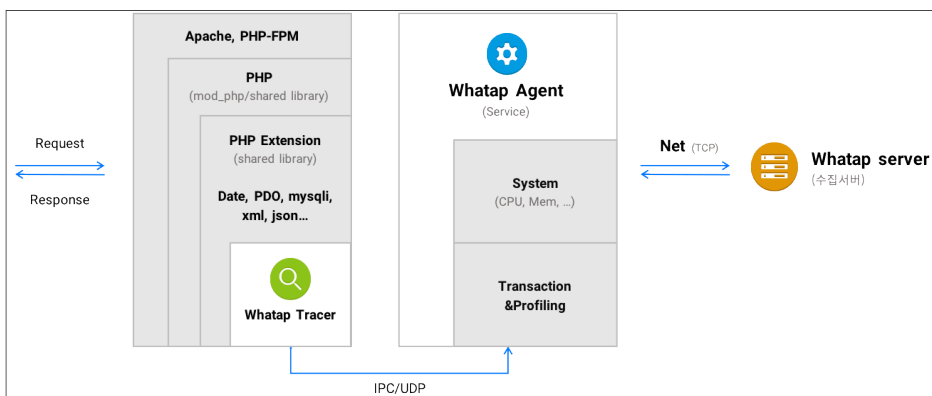 Request
Response
Apache, PHP-FPM
PHP
(mod_php/shared library)
PHP Extension
(shared library)
Date, PDO, mysqli,
xml, json...
Whatap Tracer
IPC/UDP
Whatap Agent
(Service)
System
(CPU, Mem, ...)
Transaction
&Profiling
Net (TCP)
Whatap server
(수집서버)